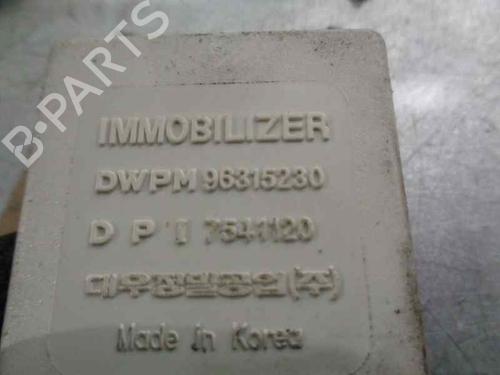 IMMOBILIZER
DWPM 96315230
D P I 7541120
대우정밀공업(주)
Made in Korea
B-PARTS